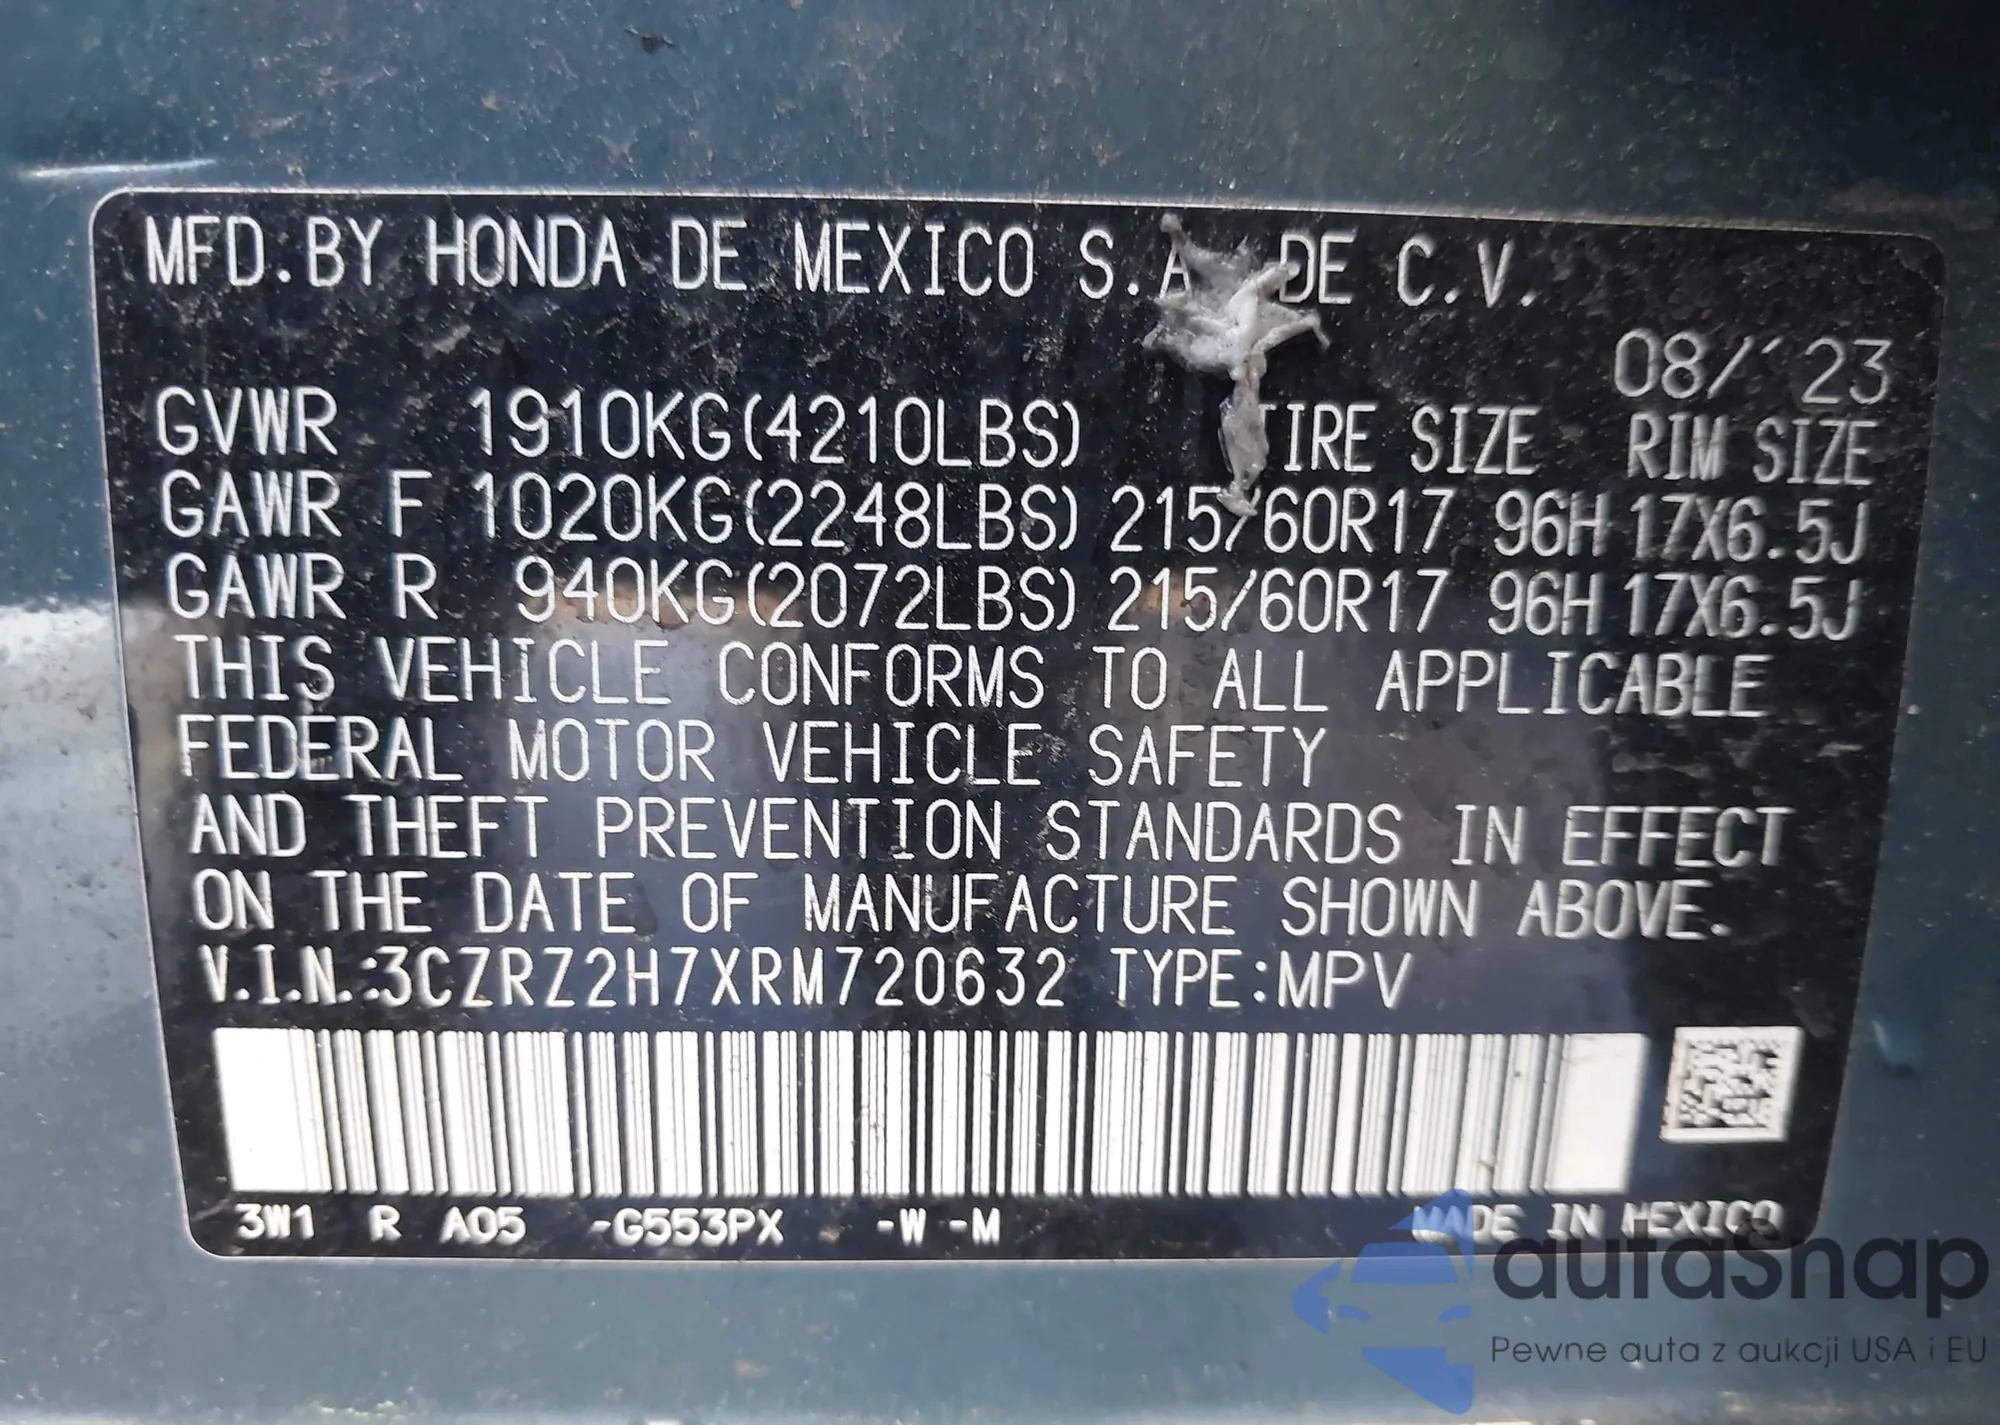 MFD.BY HONDA DE MEXICO S.A DE C.V.
08/'23
GVWR 1910KG(4210LBS) TIRE SIZE RIM SIZE
GAWR F 1020KG(2248LBS) 215/60R17 96H 17X6.5J
GAWR R 940KG(2072LBS) 215/60R17 96H 17X6.5J
THIS VEHICLE CONFORMS TO ALL APPLICABLE
FEDERAL MOTOR VEHICLE SAFETY
AND THEFT PREVENTION STANDARDS IN EFFECT
ON THE DATE OF MANUFACTURE SHOWN ABOVE.
V.I.N.:3CZRZ2H7XRM720632 TYPE:MPV
3W1 R A05 -G553PX -W -M MADE IN MEXICO
autaSnap
Pewne auta z aukcji USA i EU